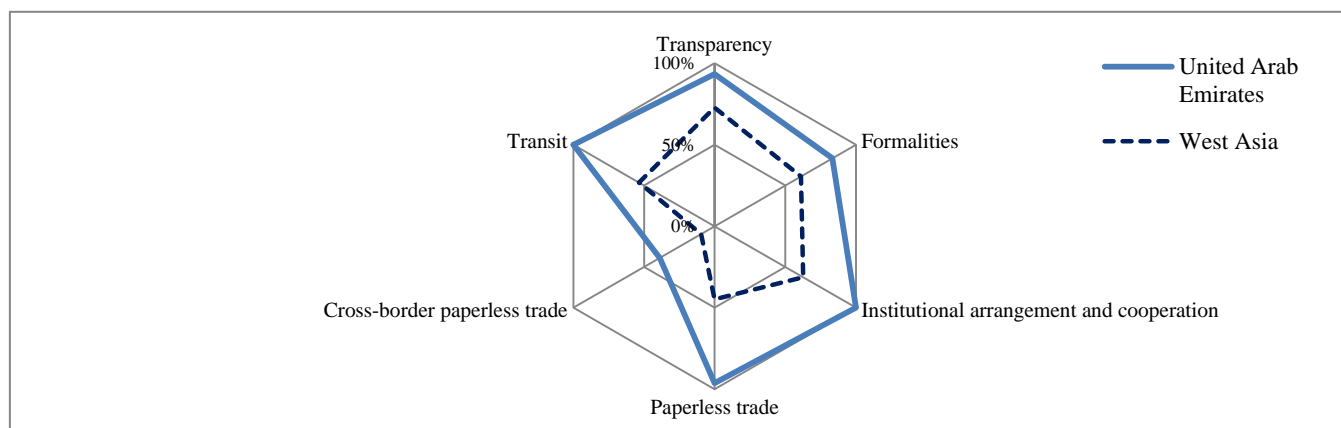 Transparency
100%
United Arab
Emirates
Transit
50%
Formalities
West Asia
0%
Cross-border paperless trade
Institutional arrangement and cooperation
Paperless trade